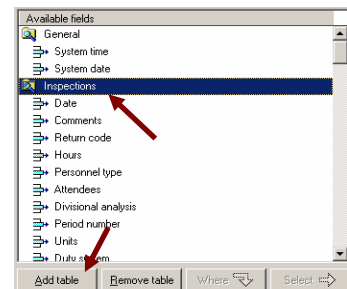 Available fields
General
System time
System date
Inspections
Date
Comments
Return code
Hours
Personnel type
Attendees
Divisional analysis
Period number
Units
Duty system
Add table Remove table Where Select